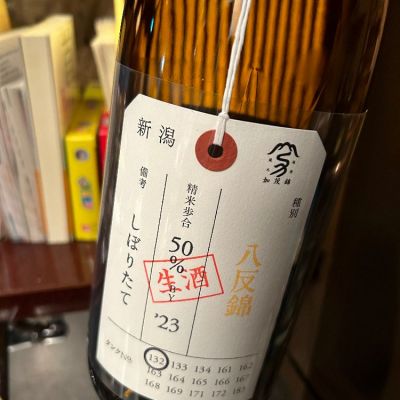 加茂錦
種別
八反錦
新潟
精米歩合
50%
BY
'23
生酒
備考
しぼりたて
タンクNo.
132 133 134 161 162
163 164 165 166 167
168 169 171 172 185